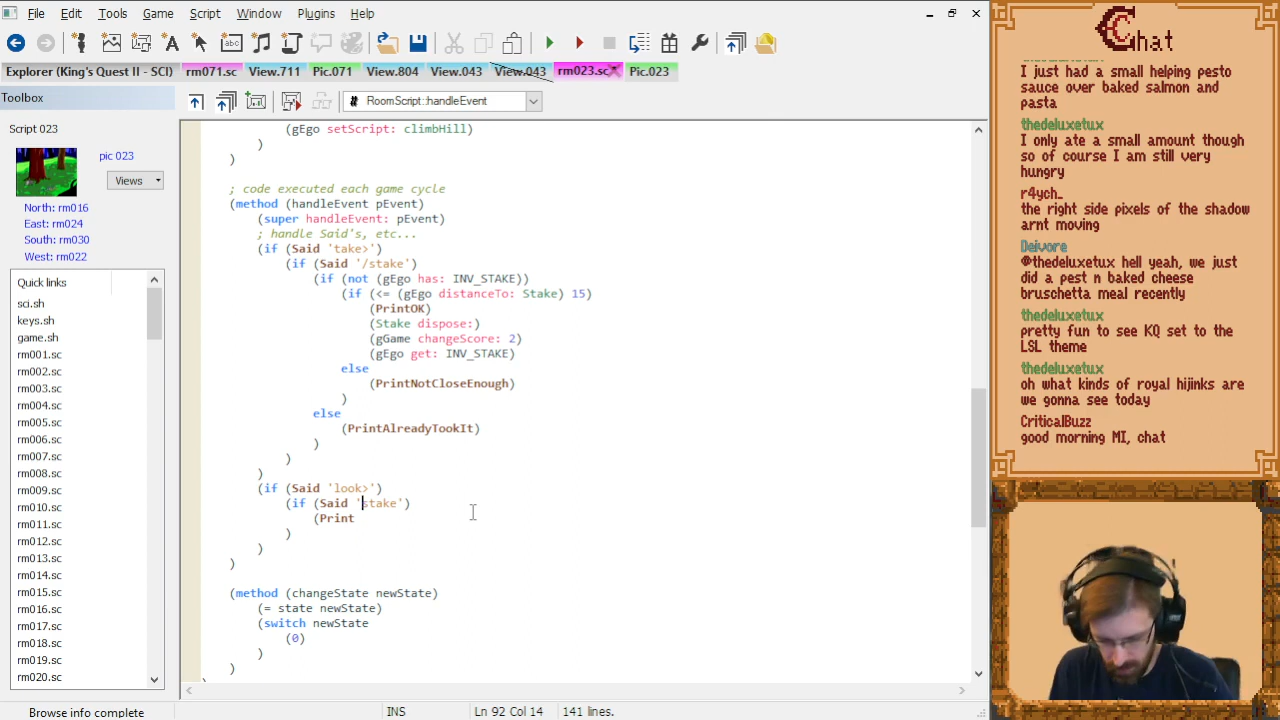 File Edit Tools Game Script Window Plugins Help
Explorer (King's Quest II - SCI) rm071.sc View.711 Pic.071 View.804 View.043 View.043 rm023.sc Pic.023
Toolbox
RoomScript::handleEvent
Script 023
pic 023
Views
North: rm016
East: rm024
South: rm030
West: rm022
Quick links
sci.sh
keys.sh
game.sh
rm001.sc
rm002.sc
rm003.sc
rm004.sc
rm005.sc
rm006.sc
rm007.sc
rm008.sc
rm009.sc
rm010.sc
rm011.sc
rm012.sc
rm013.sc
rm014.sc
rm015.sc
rm016.sc
rm017.sc
rm018.sc
rm019.sc
rm020.sc
(gEgo setScript: climbHill)
)
)
; code executed each game cycle
(method (handleEvent pEvent)
(super handleEvent: pEvent)
; handle Said's, etc...
(if (Said 'take>')
(if (Said '/stake')
(if (not (gEgo has: INV_STAKE))
(if (<= (gEgo distanceTo: Stake) 15)
(PrintOK)
(Stake dispose:)
(gGame changeScore: 2)
(gEgo get: INV_STAKE)
else
(PrintNotCloseEnough)
)
else
(PrintAlreadyTookIt)
)
)
)
(if (Said 'look>')
(if (Said 'stake')
(Print
)
)
)
(method (changeState newState)
(= state newState)
(switch newState
(0)
)
)
Browse info complete
INS
Ln 92 Col 14
141 lines.
Chat
I just had a small helping pesto
sauce over baked salmon and
pasta
thedeluxetux
I only ate a small amount though
so of course I am still very
hungry
r4ych_
the right side pixels of the shadow
arnt moving
Deivore
@thedeluxetux hell yeah, we just
did a pest n baked cheese
bruschetta meal recently
thedeluxetux
pretty fun to see KQ set to the
LSL theme
thedeluxetux
oh what kinds of royal hijinks are
we gonna see today
CriticalBuzz
good morning MI, chat